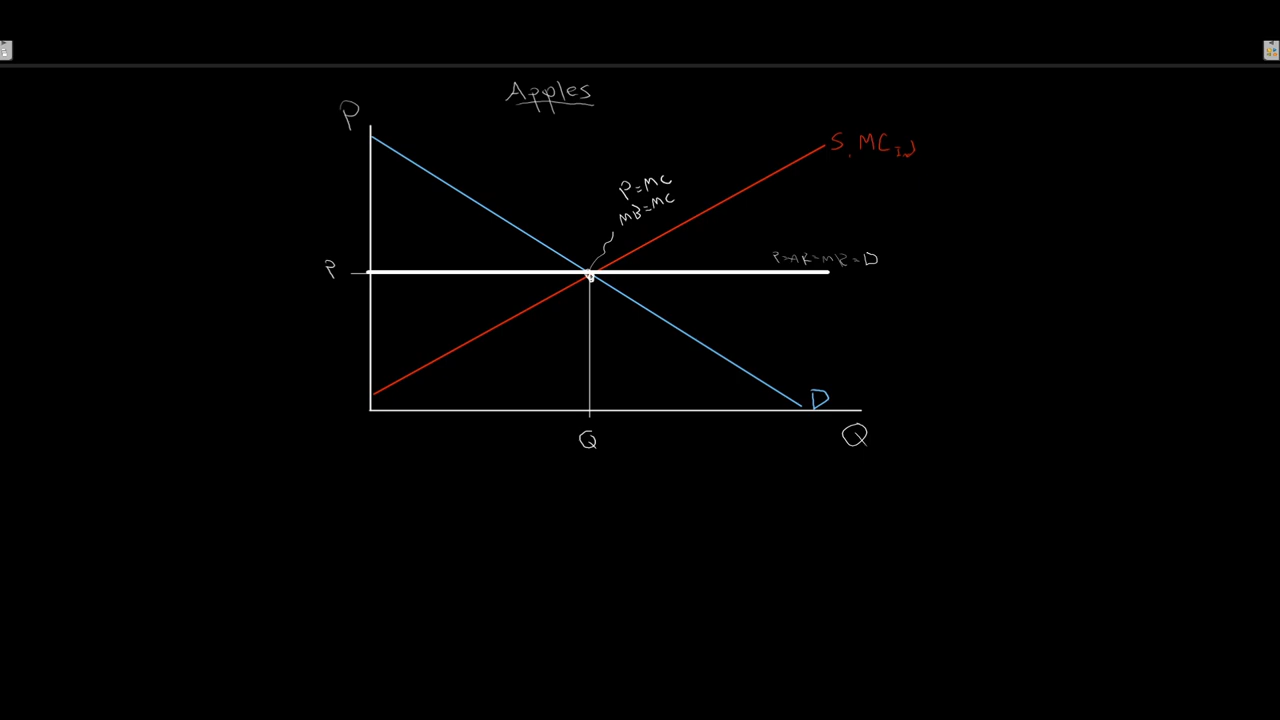 Apples
P
S, MC
P=MC
MB=MC
P
P=AR=MR=D
D
Q
Q